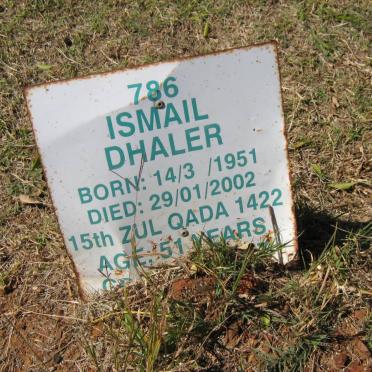 786
ISMAIL
DHALER
BORN: 14/3 /1951
DIED: 29/01/2002
15th ZUL QADA 1422
AGE: 51 YEARS